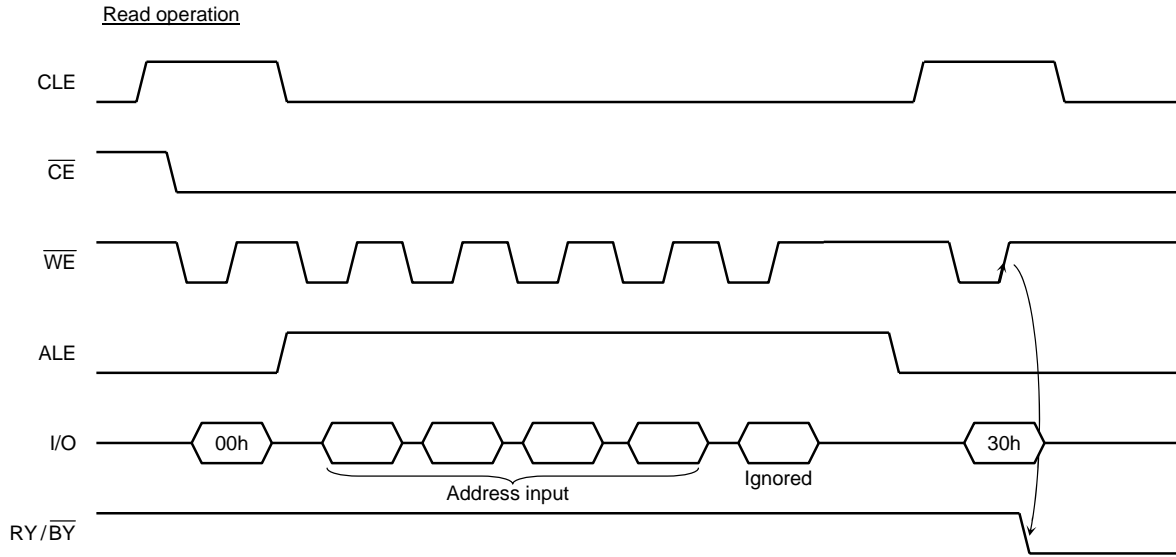 Read operation
CLE
CE
WE
ALE
I/O
00h
30h
Address input
Ignored
RY/BY